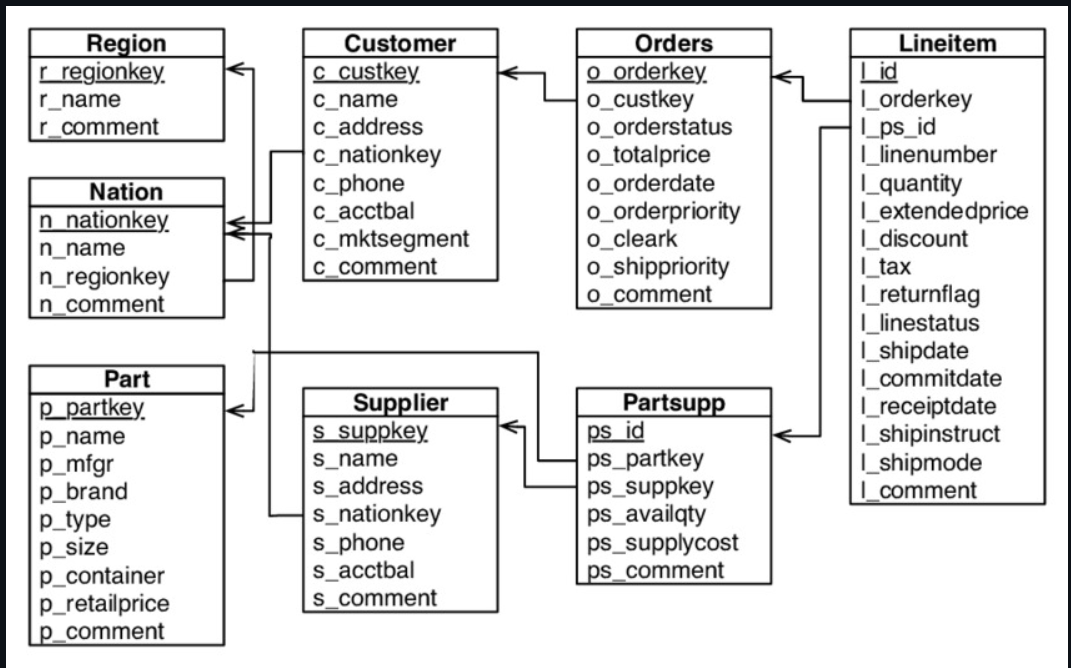 Region
r_regionkey
r_name
r_comment
Nation
n_nationkey
n_name
n_regionkey
n_comment
Part
p_partkey
p_name
p_mfgr
p_brand
p_type
p_size
p_container
p_retailprice
p_comment
Customer
c_custkey
c_name
c_address
c_nationkey
c_phone
c_acctbal
c_mktsegment
c_comment
Supplier
s_suppkey
s_name
s_address
s_nationkey
s_phone
s_acctbal
s_comment
Orders
o_orderkey
o_custkey
o_orderstatus
o_totalprice
o_orderdate
o_orderpriority
o_cleark
o_shippriority
o_comment
Partsupp
ps_id
ps_partkey
ps_suppkey
ps_availqty
ps_supplycost
ps_comment
Lineitem
l_id
l_orderkey
l_ps_id
l_linenumber
l_quantity
l_extendedprice
l_discount
l_tax
l_returnflag
l_linestatus
l_shipdate
l_commitdate
l_receiptdate
l_shipinstruct
l_shipmode
l_comment